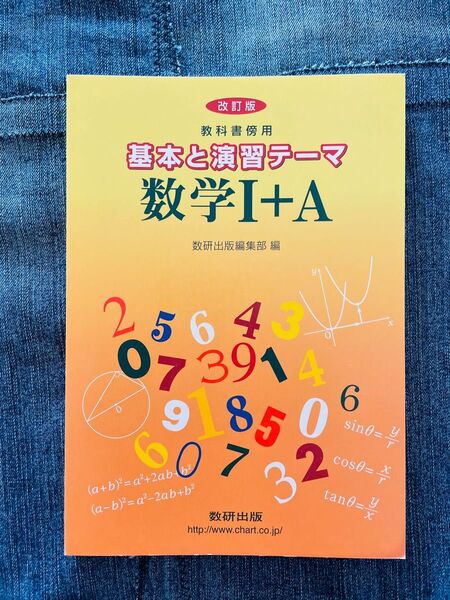 改訂版
教科書傍用
基本と演習テーマ
数学I+A
数研出版編集部 編
2 5 6 4 3
0 7 3 9 1 4
9 1 8 5 0 6
6 0 7 3 2
y
O
x
O
sinθ=y/r
cosθ=x/r
tanθ=y/x
(a+b)²=a²+2ab+b²
(a−b)²=a²−2ab+b²
数研出版
http://www.chart.co.jp/